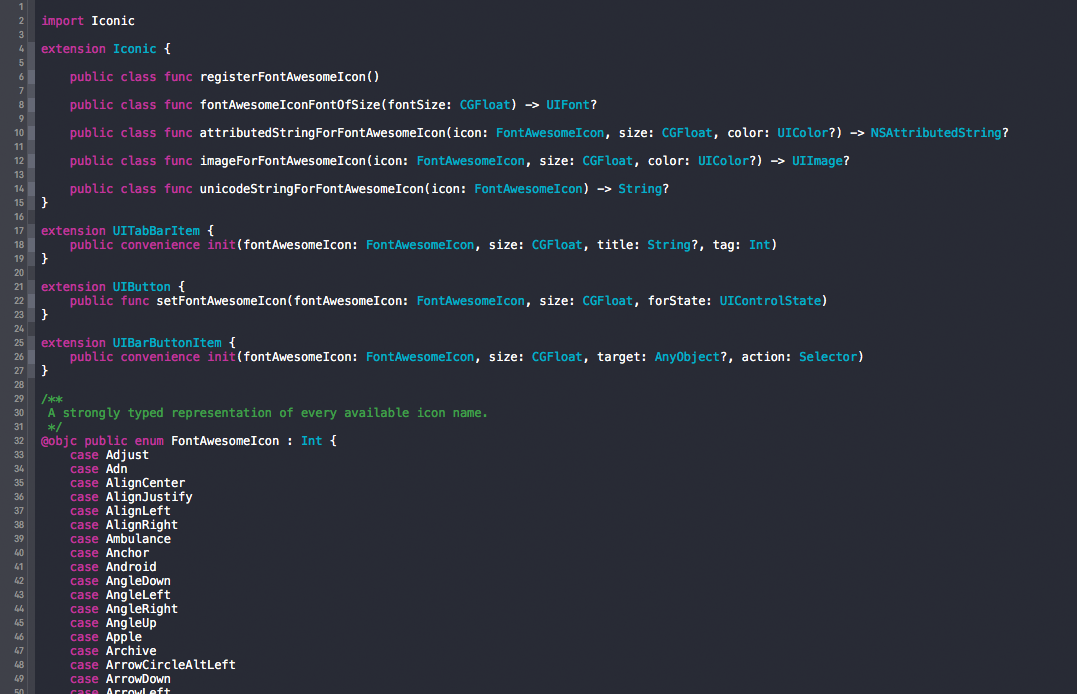 1
2 import Iconic
3
4 extension Iconic {
5
6 public class func registerFontAwesomeIcon()
7
8 public class func fontAwesomeIconFontOfSize(fontSize: CGFloat) -> UIFont?
9
10 public class func attributedStringForFontAwesomeIcon(icon: FontAwesomeIcon, size: CGFloat, color: UIColor?) -> NSAttributedString?
11
12 public class func imageForFontAwesomeIcon(icon: FontAwesomeIcon, size: CGFloat, color: UIColor?) -> UIImage?
13
14 public class func unicodeStringForFontAwesomeIcon(icon: FontAwesomeIcon) -> String?
15 }
16
17 extension UITabBarItem {
18 public convenience init(fontAwesomeIcon: FontAwesomeIcon, size: CGFloat, title: String?, tag: Int)
19 }
20
21 extension UIButton {
22 public func setFontAwesomeIcon(fontAwesomeIcon: FontAwesomeIcon, size: CGFloat, forState: UIControlState)
23 }
24
25 extension UIBarButtonItem {
26 public convenience init(fontAwesomeIcon: FontAwesomeIcon, size: CGFloat, target: AnyObject?, action: Selector)
27 }
28
29 /**
30 A strongly typed representation of every available icon name.
31 */
32 @objc public enum FontAwesomeIcon : Int {
33 case Adjust
34 case Adn
35 case AlignCenter
36 case AlignJustify
37 case AlignLeft
38 case AlignRight
39 case Ambulance
40 case Anchor
41 case Android
42 case AngleDown
43 case AngleLeft
44 case AngleRight
45 case AngleUp
46 case Apple
47 case Archive
48 case ArrowCircleAltLeft
49 case ArrowDown
50 case ArrowLeft